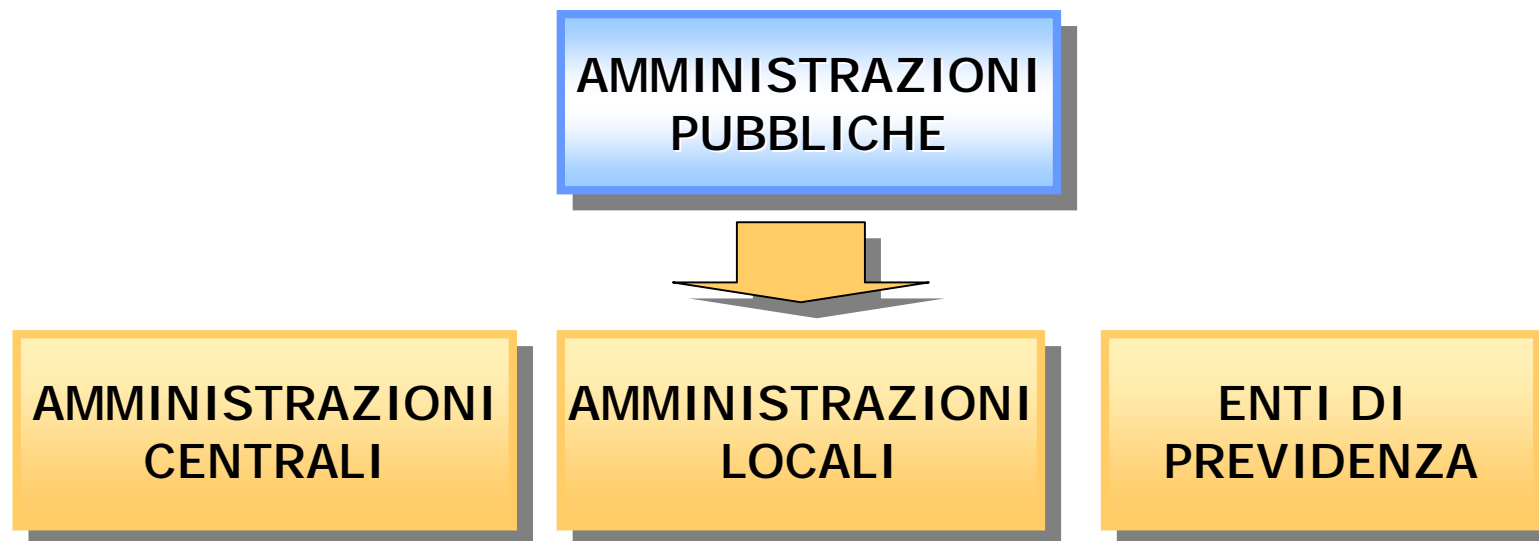 AMMINISTRAZIONI
PUBBLICHE
AMMINISTRAZIONI
CENTRALI
AMMINISTRAZIONI
LOCALI
ENTI DI
PREVIDENZA